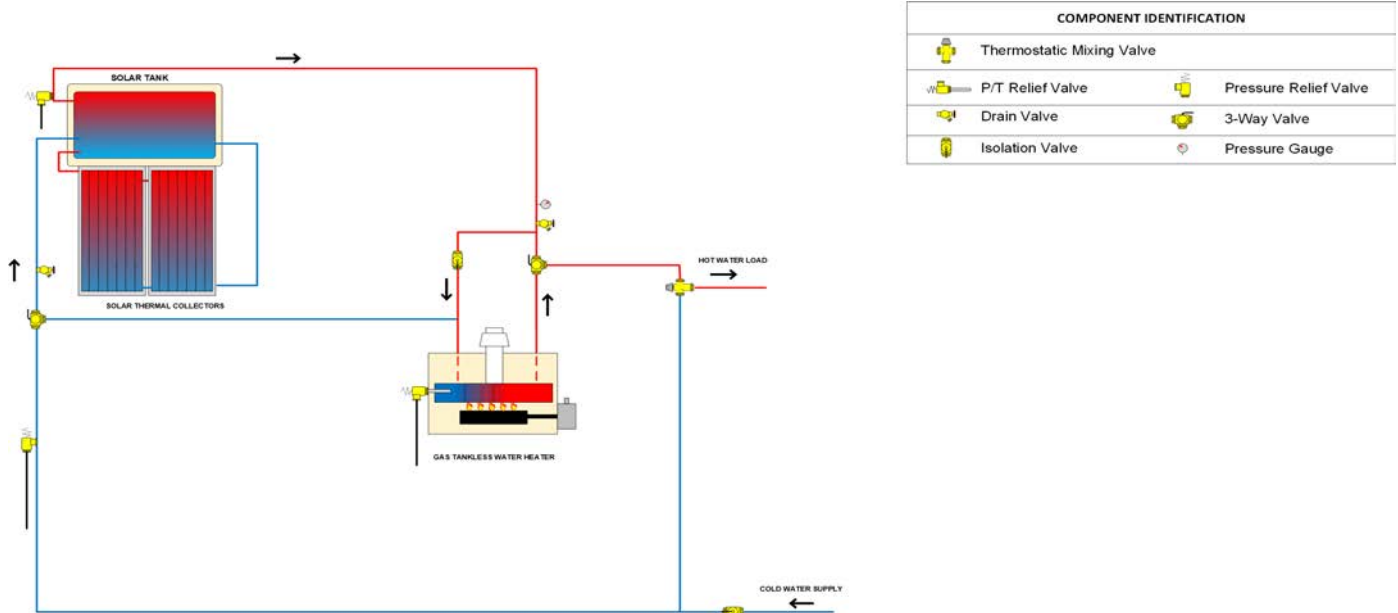 COMPONENT IDENTIFICATION
Thermostatic Mixing Valve
P/T Relief Valve
Pressure Relief Valve
Drain Valve
3-Way Valve
Isolation Valve
Pressure Gauge
SOLAR TANK
SOLAR THERMAL COLLECTORS
HOT WATER LOAD
GAS TANKLESS WATER HEATER
COLD WATER SUPPLY